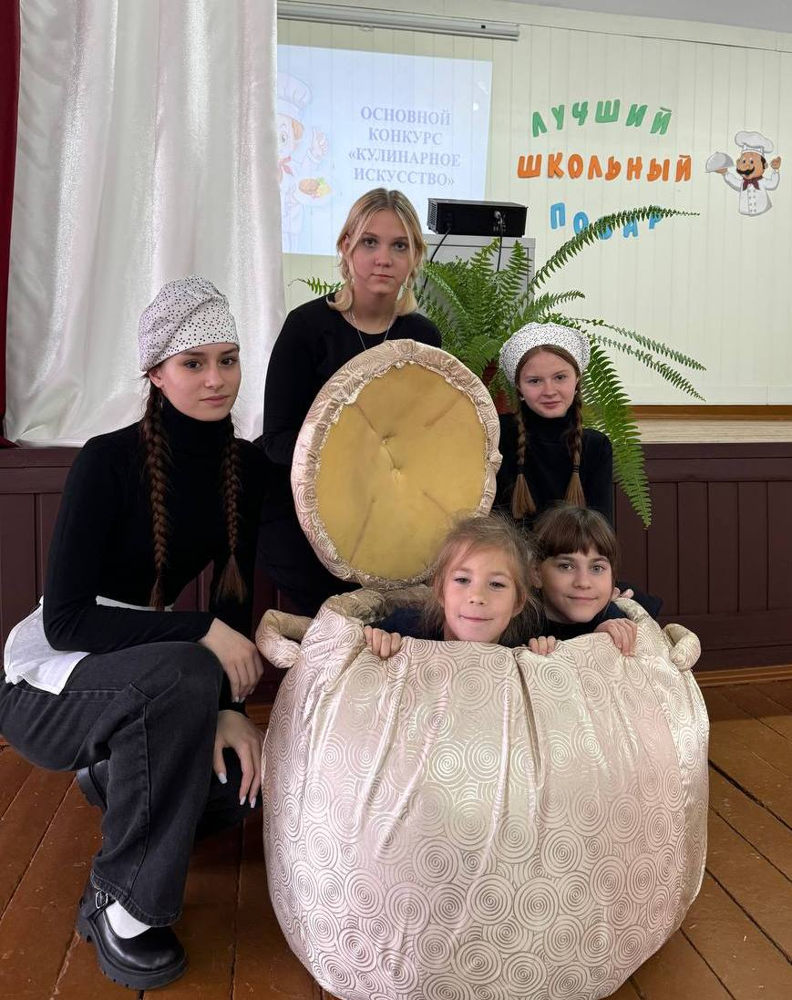 ОСНОВНОЙ
КОНКУРС
«КУЛИНАРНОЕ
ИСКУССТВО»
ЛУЧШИЙ
ШКОЛЬНЫЙ
ПОВАР